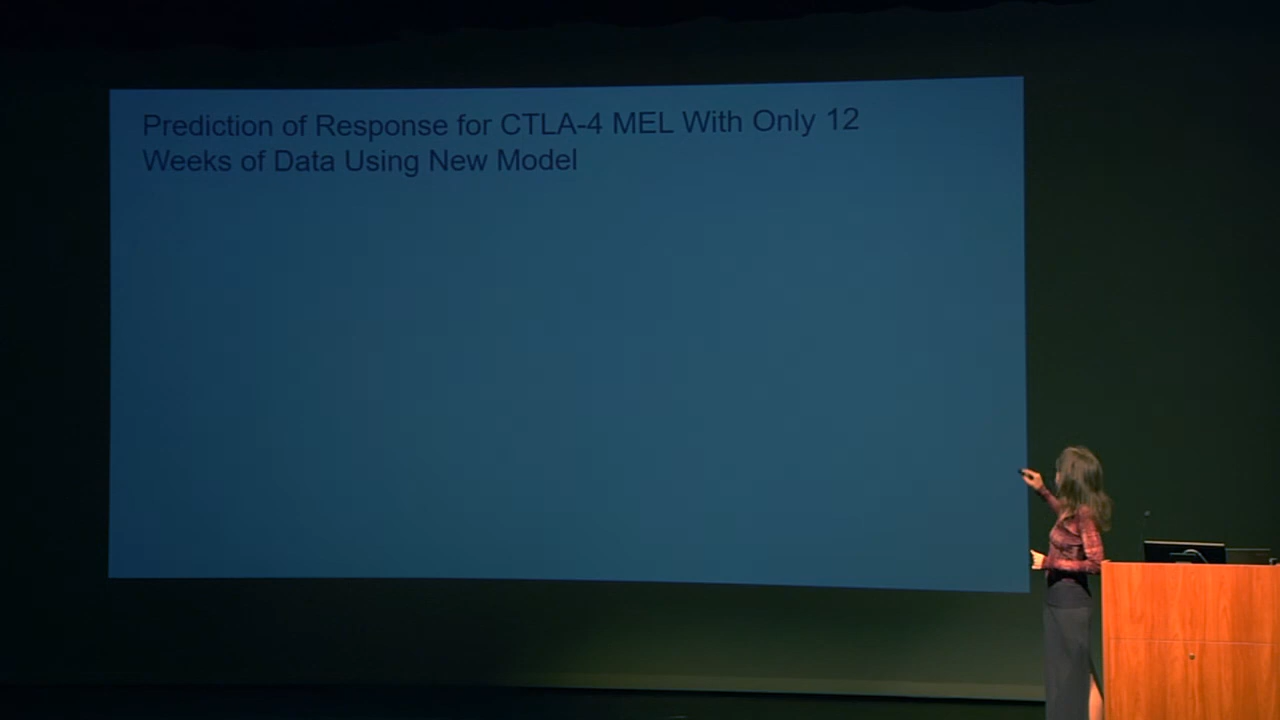 Prediction of Response for CTLA-4 MEL With Only 12
Weeks of Data Using New Model